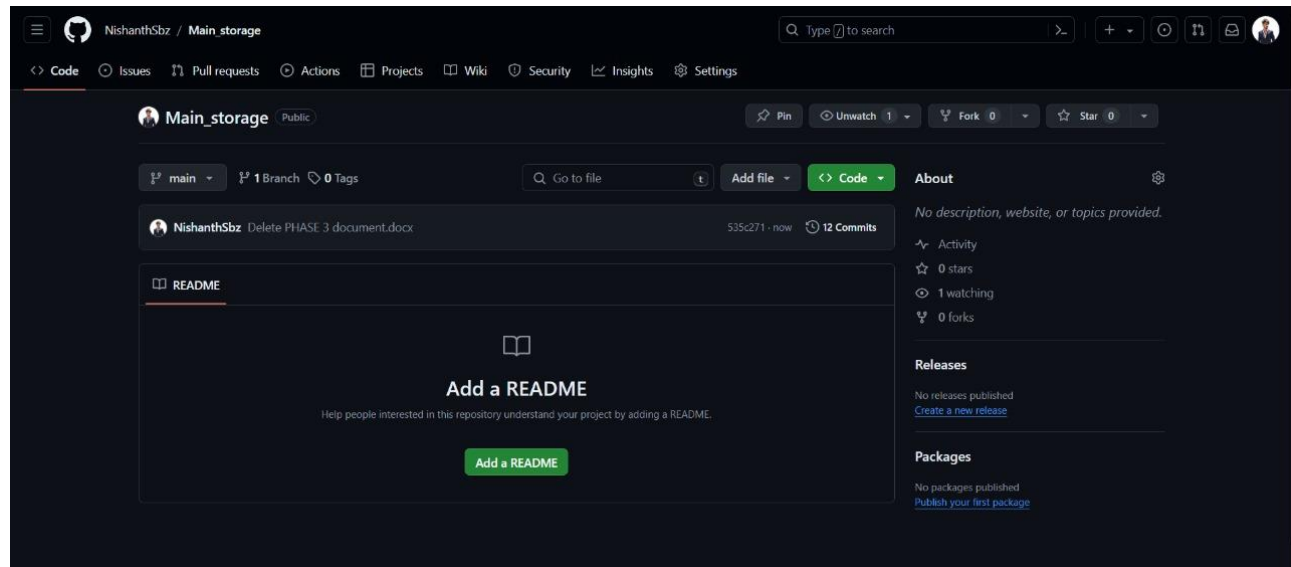 NishanthSbz / Main_storage
Type / to search
Code Issues Pull requests Actions Projects Wiki Security Insights Settings
Main_storage Public
Pin Unwatch 1 Fork 0 Star 0
main 1 Branch 0 Tags
Go to file t Add file Code
NishanthSbz Delete PHASE 3 document.docx 535c271 · now 12 Commits
README
Add a README
Help people interested in this repository understand your project by adding a README.
Add a README
About
No description, website, or topics provided.
Activity
0 stars
1 watching
0 forks
Releases
No releases published
Create a new release
Packages
No packages published
Publish your first package